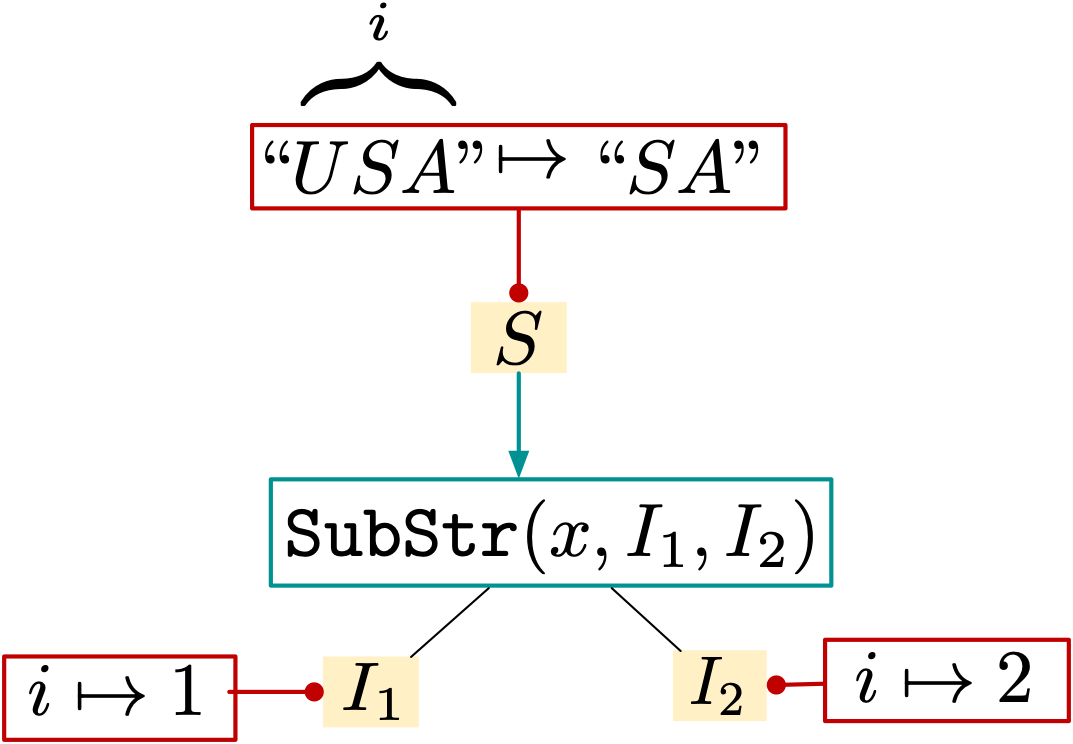 i
“USA” ↦ “SA”
S
SubStr(x, I₁, I₂)
i ↦ 1
I₁
I₂
i ↦ 2